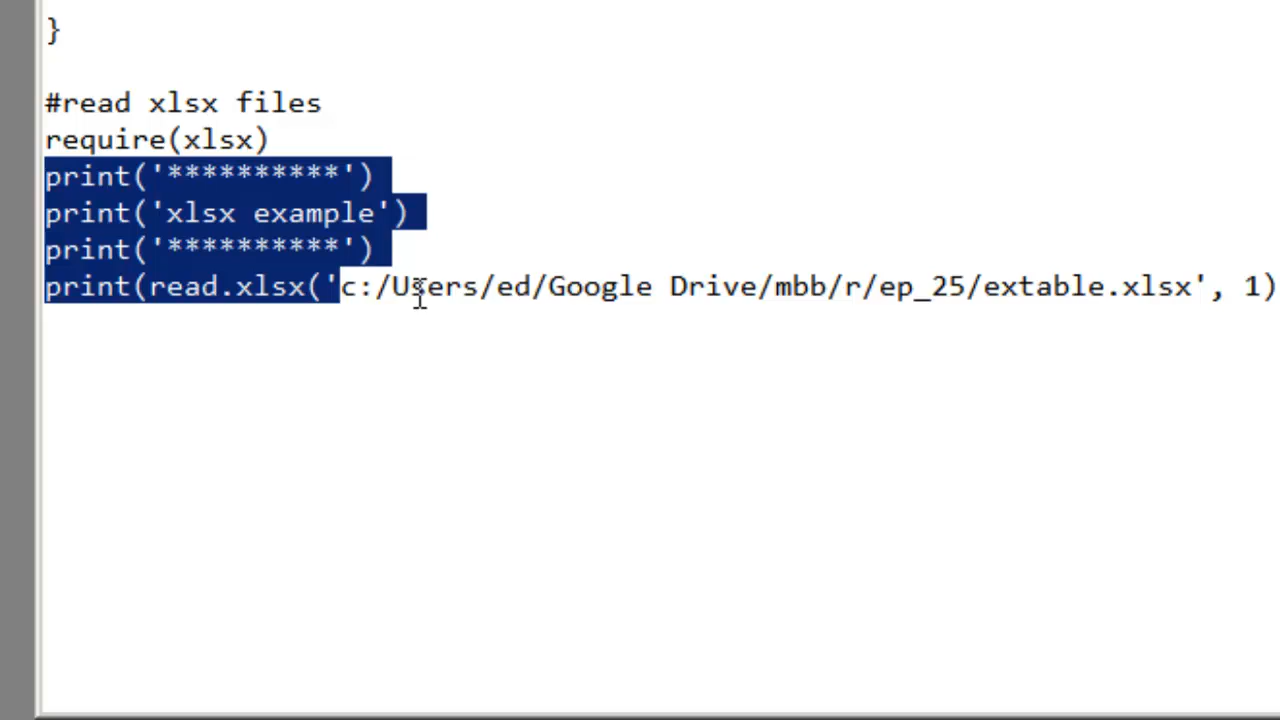 }
#read xlsx files
require(xlsx)
print('**********')
print('xlsx example')
print('**********')
print(read.xlsx('c:/Users/ed/Google Drive/mbb/r/ep_25/extable.xlsx', 1)